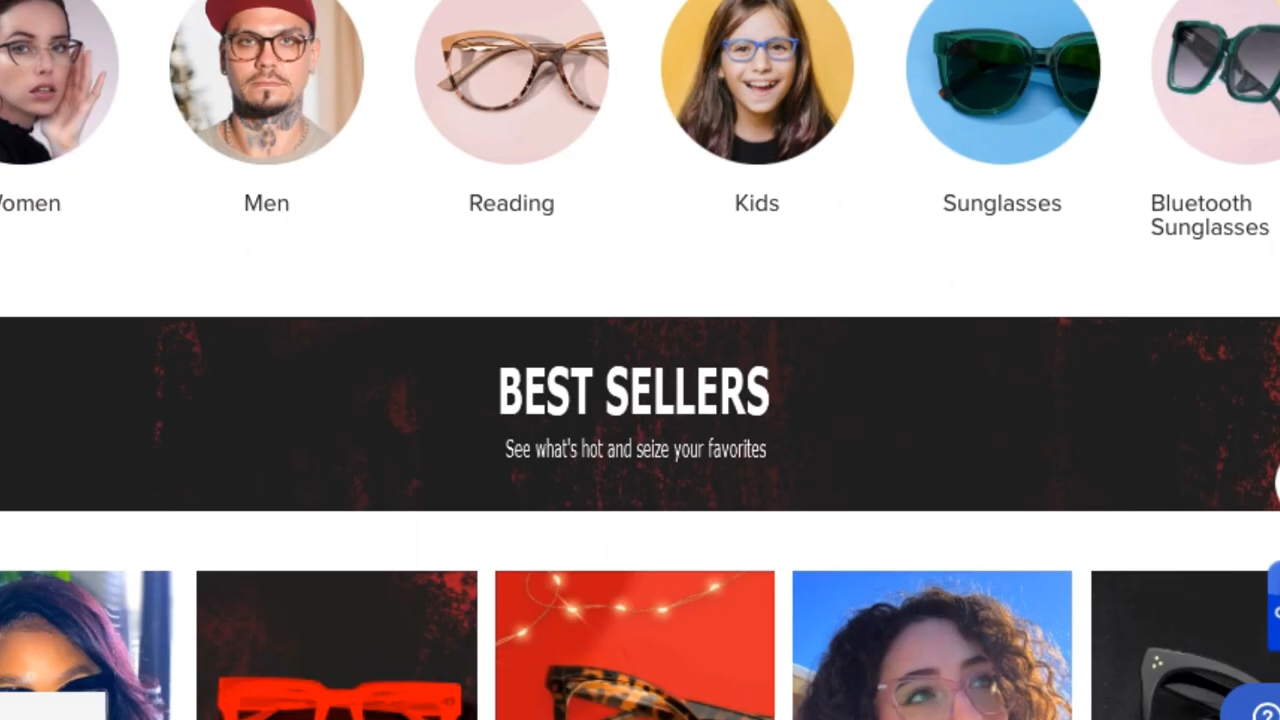 Women
Men
Reading
Kids
Sunglasses
Bluetooth
Sunglasses
BEST SELLERS
See what's hot and seize your favorites